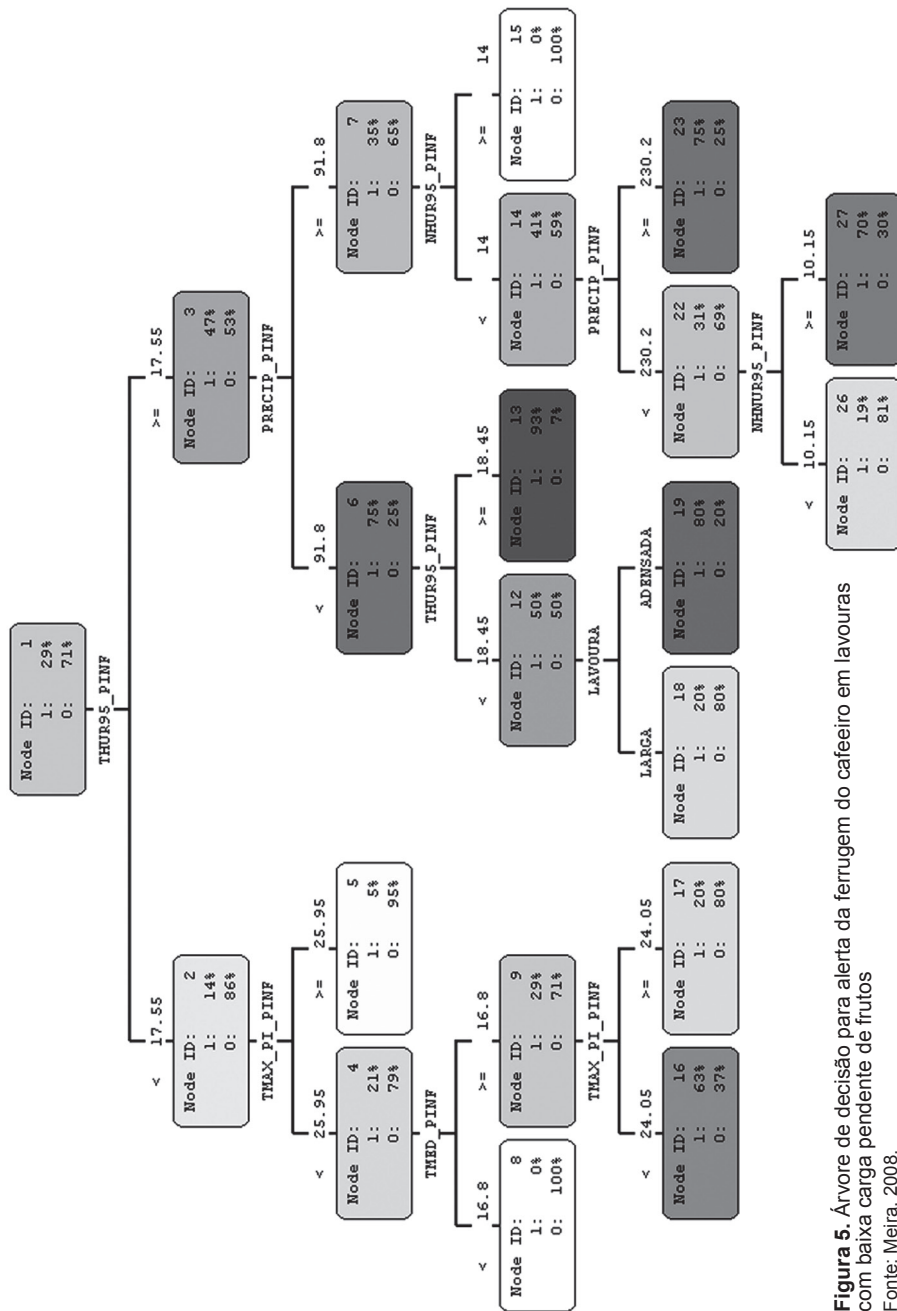 Node ID: 1
1: 29%
0: 71%
THUR95_PINF
< 17.55
>= 17.55
Node ID: 2
1: 14%
0: 86%
TMAX_PI_PINF
Node ID: 3
1: 47%
0: 53%
PRECIP_PINF
< 25.95
>= 25.95
< 91.8
>= 91.8
Node ID: 4
1: 21%
0: 79%
TMED_PINF
Node ID: 5
1: 5%
0: 95%
Node ID: 6
1: 75%
0: 25%
THUR95_PINF
Node ID: 7
1: 35%
0: 65%
NHUR95_PINF
< 16.8
>= 16.8
< 18.45
>= 18.45
< 14
>= 14
Node ID: 8
1: 0%
0: 100%
Node ID: 9
1: 29%
0: 71%
TMAX_PI_PINF
Node ID: 12
1: 50%
0: 50%
LAVOURA
Node ID: 13
1: 93%
0: 7%
Node ID: 14
1: 41%
0: 59%
PRECIP_PINF
Node ID: 15
1: 0%
0: 100%
< 24.05
>= 24.05
LARGA
ADENSADA
< 230.2
>= 230.2
Node ID: 16
1: 63%
0: 37%
Node ID: 17
1: 20%
0: 80%
Node ID: 18
1: 20%
0: 80%
Node ID: 19
1: 80%
0: 20%
Node ID: 22
1: 31%
0: 69%
NHNUR95_PINF
Node ID: 23
1: 75%
0: 25%
< 10.15
>= 10.15
Node ID: 26
1: 19%
0: 81%
Node ID: 27
1: 70%
0: 30%
Figura 5. Árvore de decisão para alerta da ferrugem do cafeeiro em lavouras
com baixa carga pendente de frutos
Fonte: Meira, 2008.